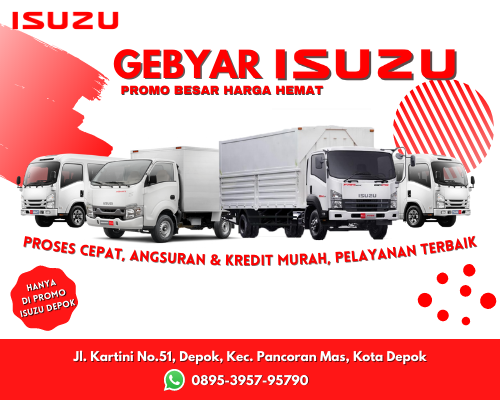 ISUZU
GEBYAR ISUZU
PROMO BESAR HARGA HEMAT
ISUZU
PROSES CEPAT, ANGSURAN & KREDIT MURAH, PELAYANAN TERBAIK
HANYA
DI PROMO
ISUZU DEPOK
Jl. Kartini No.51, Depok, Kec. Pancoran Mas, Kota Depok
0895-3957-95790